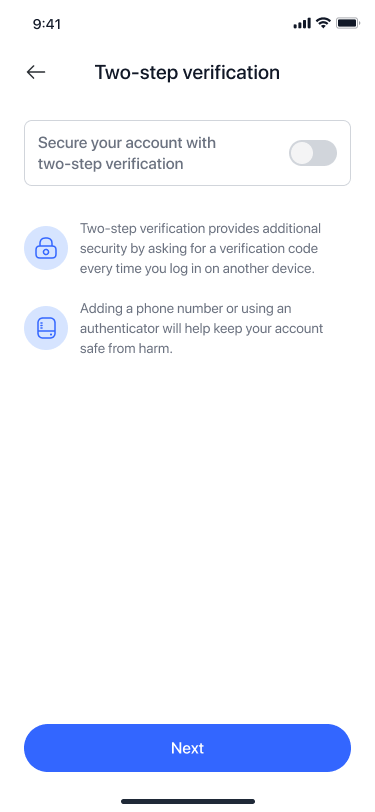 9:41
Two-step verification
Secure your account with
two-step verification
Two-step verification provides additional
security by asking for a verification code
every time you log in on another device.
Adding a phone number or using an
authenticator will help keep your account
safe from harm.
Next